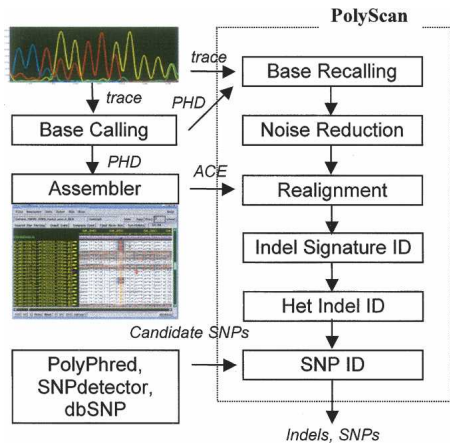 PolyScan
trace
Base Recalling
trace
PHD
Base Calling
Noise Reduction
PHD
Assembler
ACE
Realignment
Indel Signature ID
Het Indel ID
Candidate SNPs
PolyPhred,
SNPdetector,
dbSNP
SNP ID
Indels, SNPs